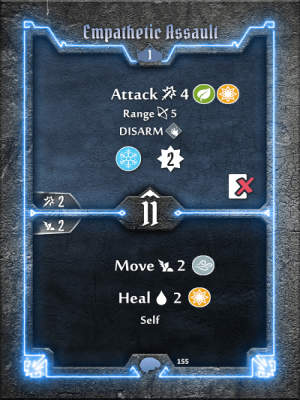 Empathetic Assault
1
Attack 4
Range 5
DISARM
2
2
11
2
Move 2
Heal 2
Self
155